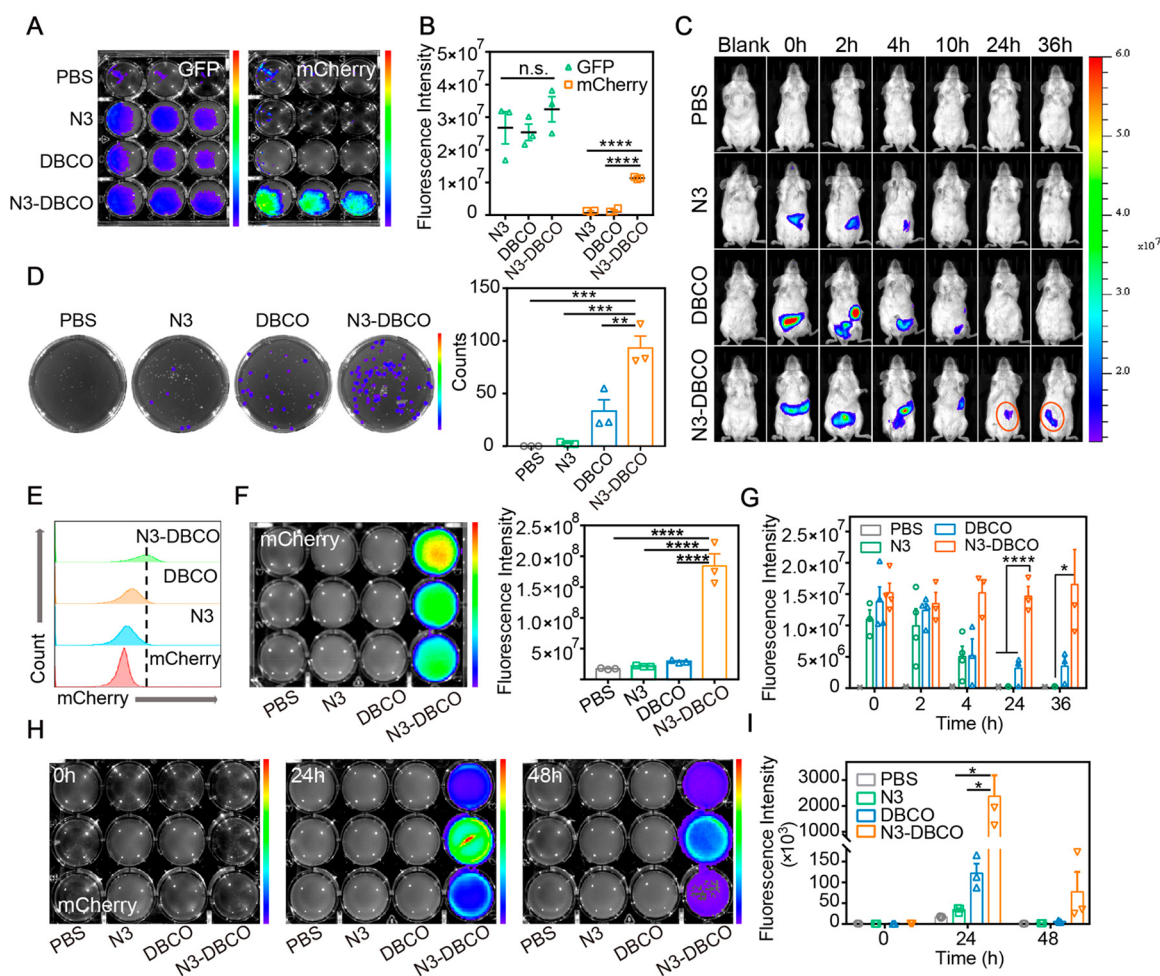 A
GFP
mCherry
PBS
N3
DBCO
N3-DBCO
B
Fluorescence Intensity
5×10⁷
4×10⁷
3×10⁷
2×10⁷
1×10⁷
0
n.s.
GFP
mCherry
****
****
N3
DBCO
N3-DBCO
N3
DBCO
N3-DBCO
C
Blank 0h 2h 4h 10h 24h 36h
PBS
N3
DBCO
N3-DBCO
6.0
5.0
4.0
×10⁷
3.0
2.0
D
PBS N3 DBCO N3-DBCO
Counts
150
100
50
0
***
***
**
PBS
N3
DBCO
N3-DBCO
E
Count
N3-DBCO
DBCO
N3
mCherry
mCherry
F
mCherry
PBS
N3
DBCO
N3-DBCO
Fluorescence Intensity
2.5×10⁸
2.0×10⁸
1.5×10⁸
1.0×10⁸
5×10⁷
0
****
****
****
PBS
N3
DBCO
N3-DBCO
G
Fluorescence Intensity
2.5×10⁷
2.0×10⁷
1.5×10⁷
1.0×10⁷
5×10⁶
0
PBS
N3
DBCO
N3-DBCO
****
*
0 2 4 24 36
Time (h)
H
0h
mCherry
24h
48h
PBS
N3
DBCO
N3-DBCO
PBS
N3
DBCO
N3-DBCO
PBS
N3
DBCO
N3-DBCO
I
Fluorescence Intensity
(×10³)
3000
2000
1000
150
100
50
0
PBS
N3
DBCO
N3-DBCO
*
*
0 24 48
Time (h)